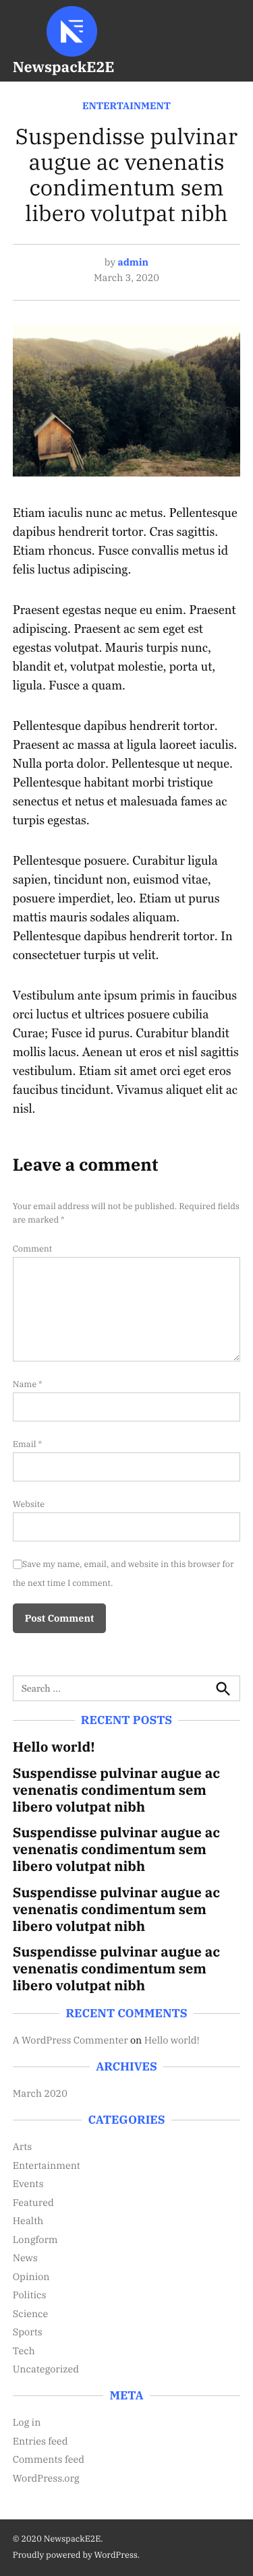 NewspackE2E
ENTERTAINMENT
Suspendisse pulvinar
augue ac venenatis
condimentum sem
libero volutpat nibh
by admin
March 3, 2020
Etiam iaculis nunc ac metus. Pellentesque
dapibus hendrerit tortor. Cras sagittis.
Etiam rhoncus. Fusce convallis metus id
felis luctus adipiscing.
Praesent egestas neque eu enim. Praesent
adipiscing. Praesent ac sem eget est
egestas volutpat. Mauris turpis nunc,
blandit et, volutpat molestie, porta ut,
ligula. Fusce a quam.
Pellentesque dapibus hendrerit tortor.
Praesent ac massa at ligula laoreet iaculis.
Nulla porta dolor. Pellentesque ut neque.
Pellentesque habitant morbi tristique
senectus et netus et malesuada fames ac
turpis egestas.
Pellentesque posuere. Curabitur ligula
sapien, tincidunt non, euismod vitae,
posuere imperdiet, leo. Etiam ut purus
mattis mauris sodales aliquam.
Pellentesque dapibus hendrerit tortor. In
consectetuer turpis ut velit.
Vestibulum ante ipsum primis in faucibus
orci luctus et ultrices posuere cubilia
Curae; Fusce id purus. Curabitur blandit
mollis lacus. Aenean ut eros et nisl sagittis
vestibulum. Etiam sit amet orci eget eros
faucibus tincidunt. Vivamus aliquet elit ac
nisl.
Leave a comment
Your email address will not be published. Required fields
are marked *
Comment
Name *
Email *
Website
Save my name, email, and website in this browser for
the next time I comment.
Post Comment
Search …
RECENT POSTS
Hello world!
Suspendisse pulvinar augue ac
venenatis condimentum sem
libero volutpat nibh
Suspendisse pulvinar augue ac
venenatis condimentum sem
libero volutpat nibh
Suspendisse pulvinar augue ac
venenatis condimentum sem
libero volutpat nibh
Suspendisse pulvinar augue ac
venenatis condimentum sem
libero volutpat nibh
RECENT COMMENTS
A WordPress Commenter on Hello world!
ARCHIVES
March 2020
CATEGORIES
Arts
Entertainment
Events
Featured
Health
Longform
News
Opinion
Politics
Science
Sports
Tech
Uncategorized
META
Log in
Entries feed
Comments feed
WordPress.org
© 2020 NewspackE2E.
Proudly powered by WordPress.